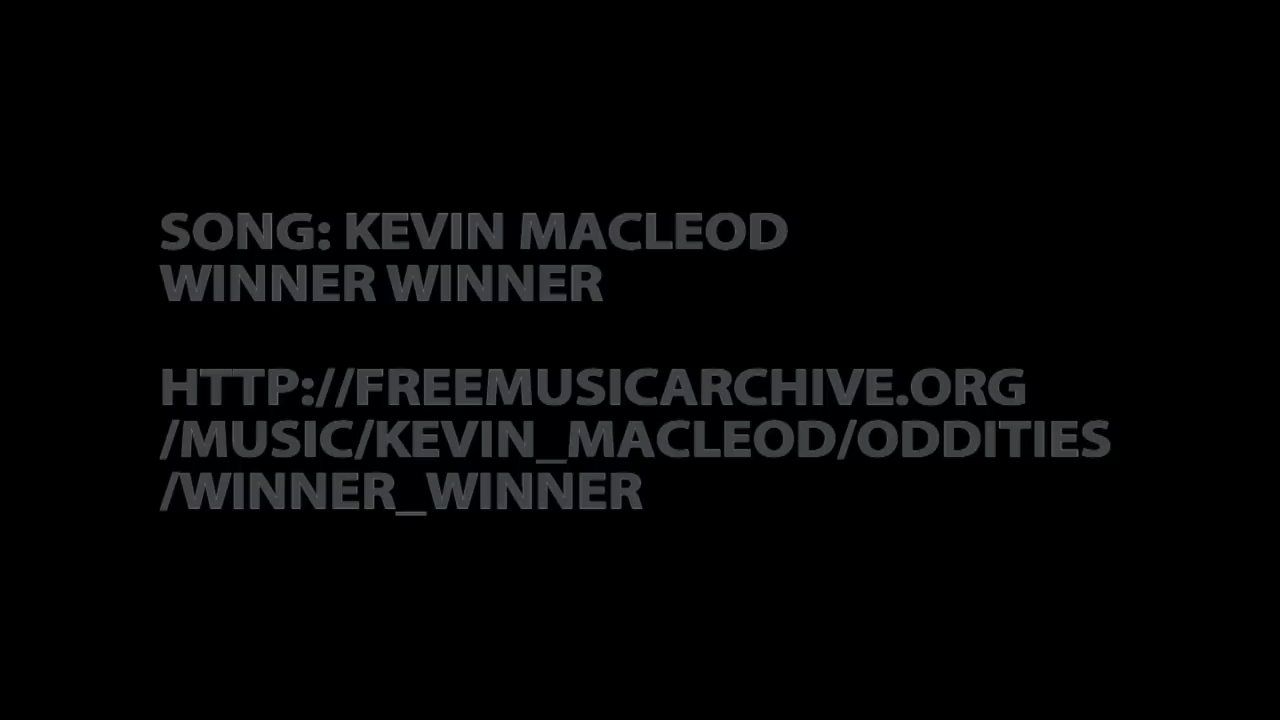 SONG: KEVIN MACLEOD
WINNER WINNER
HTTP://FREEMUSICARCHIVE.ORG
/MUSIC/KEVIN_MACLEOD/ODDITIES
/WINNER_WINNER